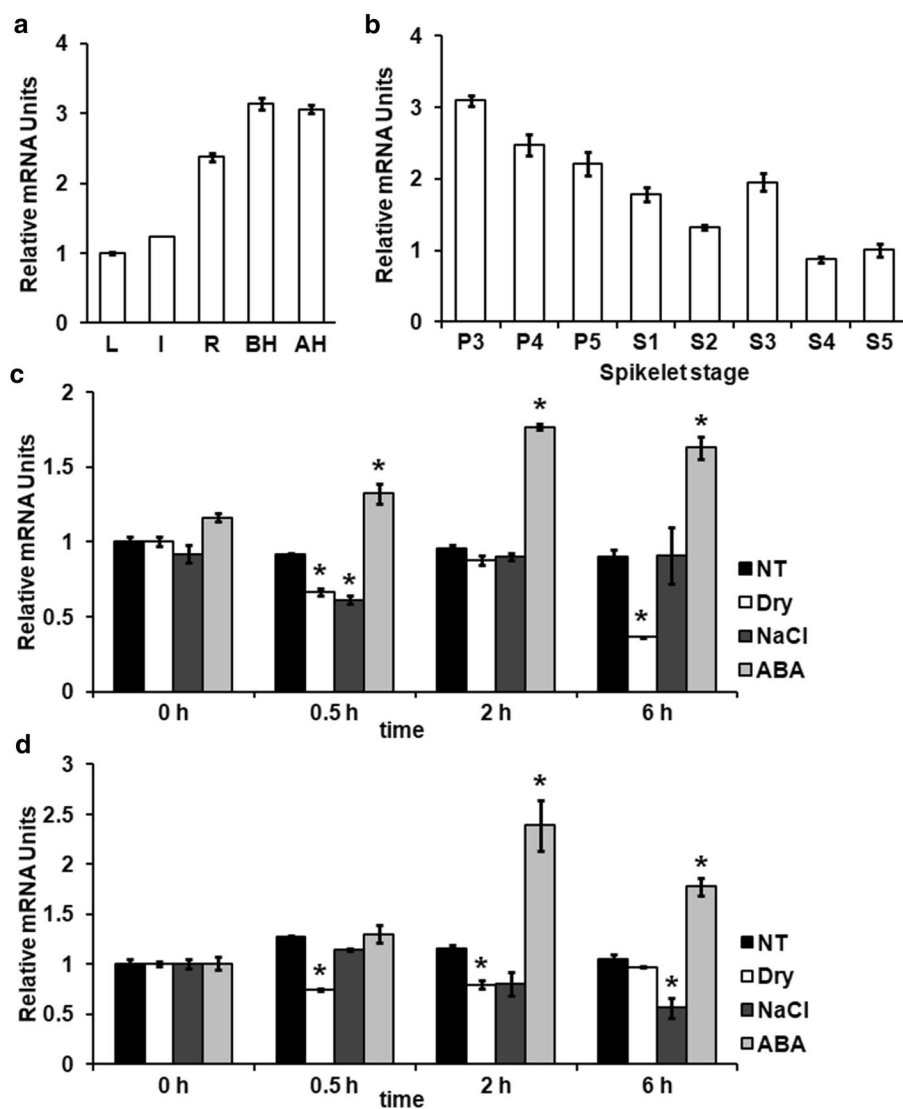 a
Relative mRNA Units
4
3
2
1
0
L I R BH AH
b
Relative mRNA Units
4
3
2
1
0
P3 P4 P5 S1 S2 S3 S4 S5
Spikelet stage
c
Relative mRNA Units
2
1.5
1
0.5
0
* * * * * *
0 h 0.5 h 2 h 6 h
time
NT
Dry
NaCl
ABA
d
Relative mRNA Units
3
2.5
2
1.5
1
0.5
0
* * * * *
0 h 0.5 h 2 h 6 h
time
NT
Dry
NaCl
ABA